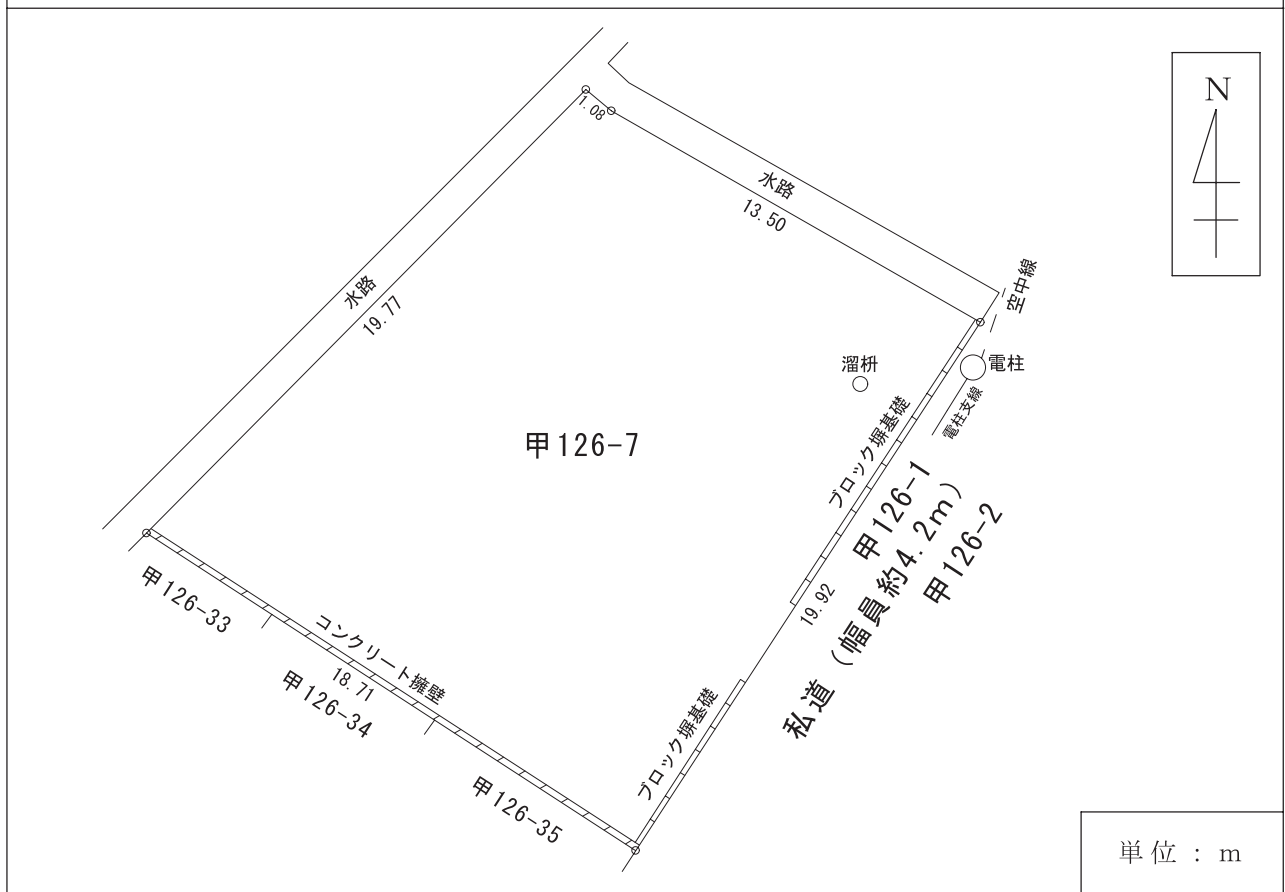 N
1.08
水路
13.50
水路
19.77
空中線
電柱
溜枡
電柱支線
ブロック塀基礎
甲126-7
甲126-1
私道（幅員約4.2m）
甲126-2
19.92
甲126-33
コンクリート擁壁
18.71
甲126-34
ブロック塀基礎
甲126-35
単位：m